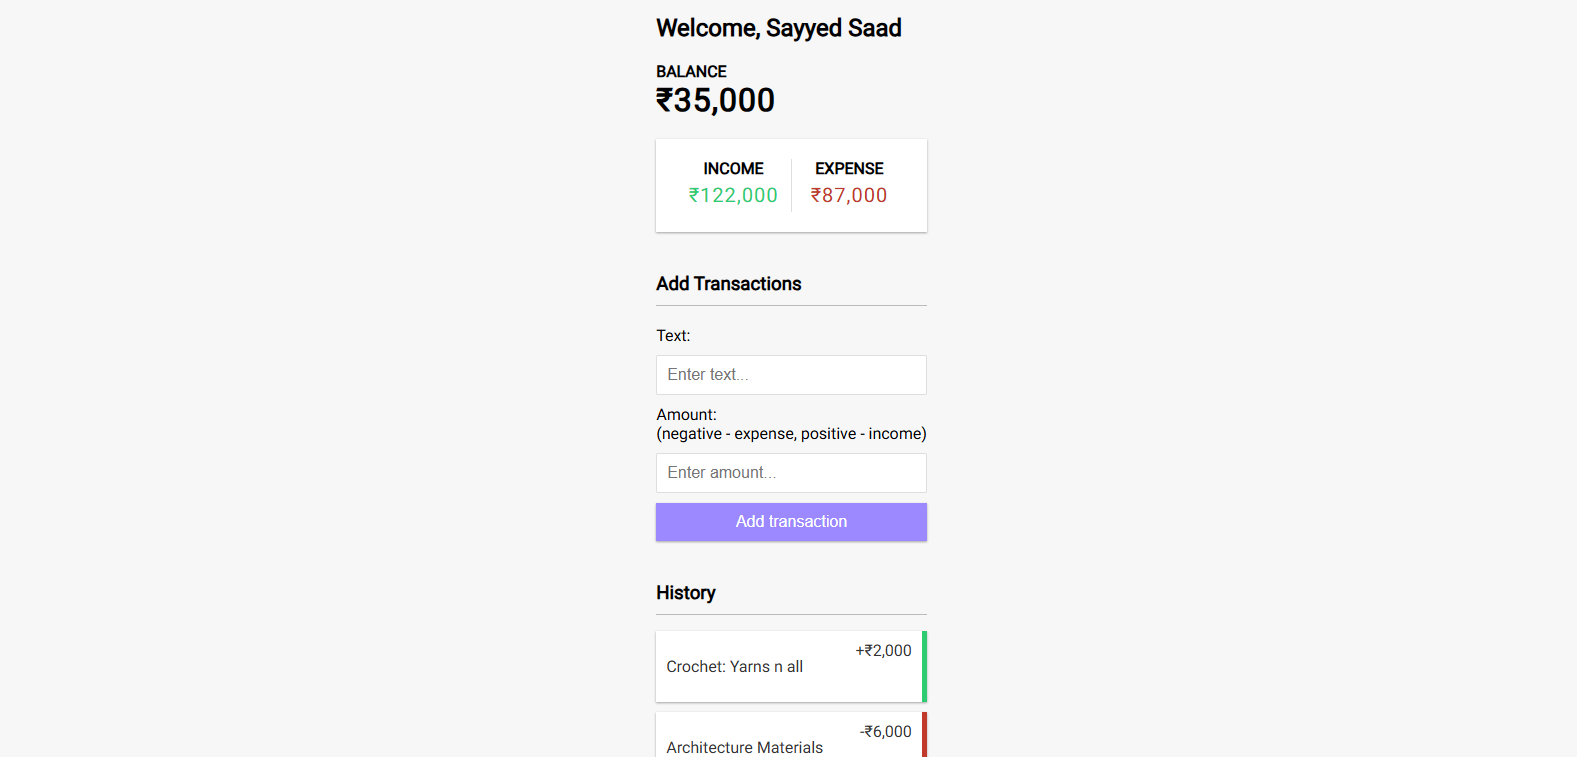 Welcome, Sayyed Saad
BALANCE
₹35,000
INCOME
₹122,000
EXPENSE
₹87,000
Add Transactions
Text:
Enter text...
Amount:
(negative - expense, positive - income)
Enter amount...
Add transaction
History
+₹2,000
Crochet: Yarns n all
-₹6,000
Architecture Materials